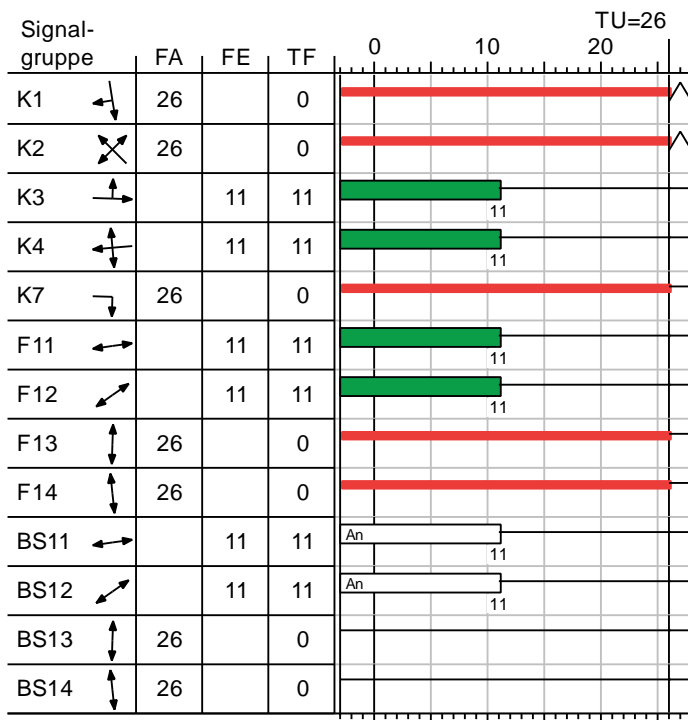 TU=26
Signal-
gruppe FA FE TF 0 10 20
K1 26 0
K2 26 0
K3 11 11
11
K4 11 11
11
K7 26 0
F11 11 11
11
F12 11 11
11
F13 26 0
F14 26 0
BS11 11 11 An
11
BS12 11 11 An
11
BS13 26 0
BS14 26 0